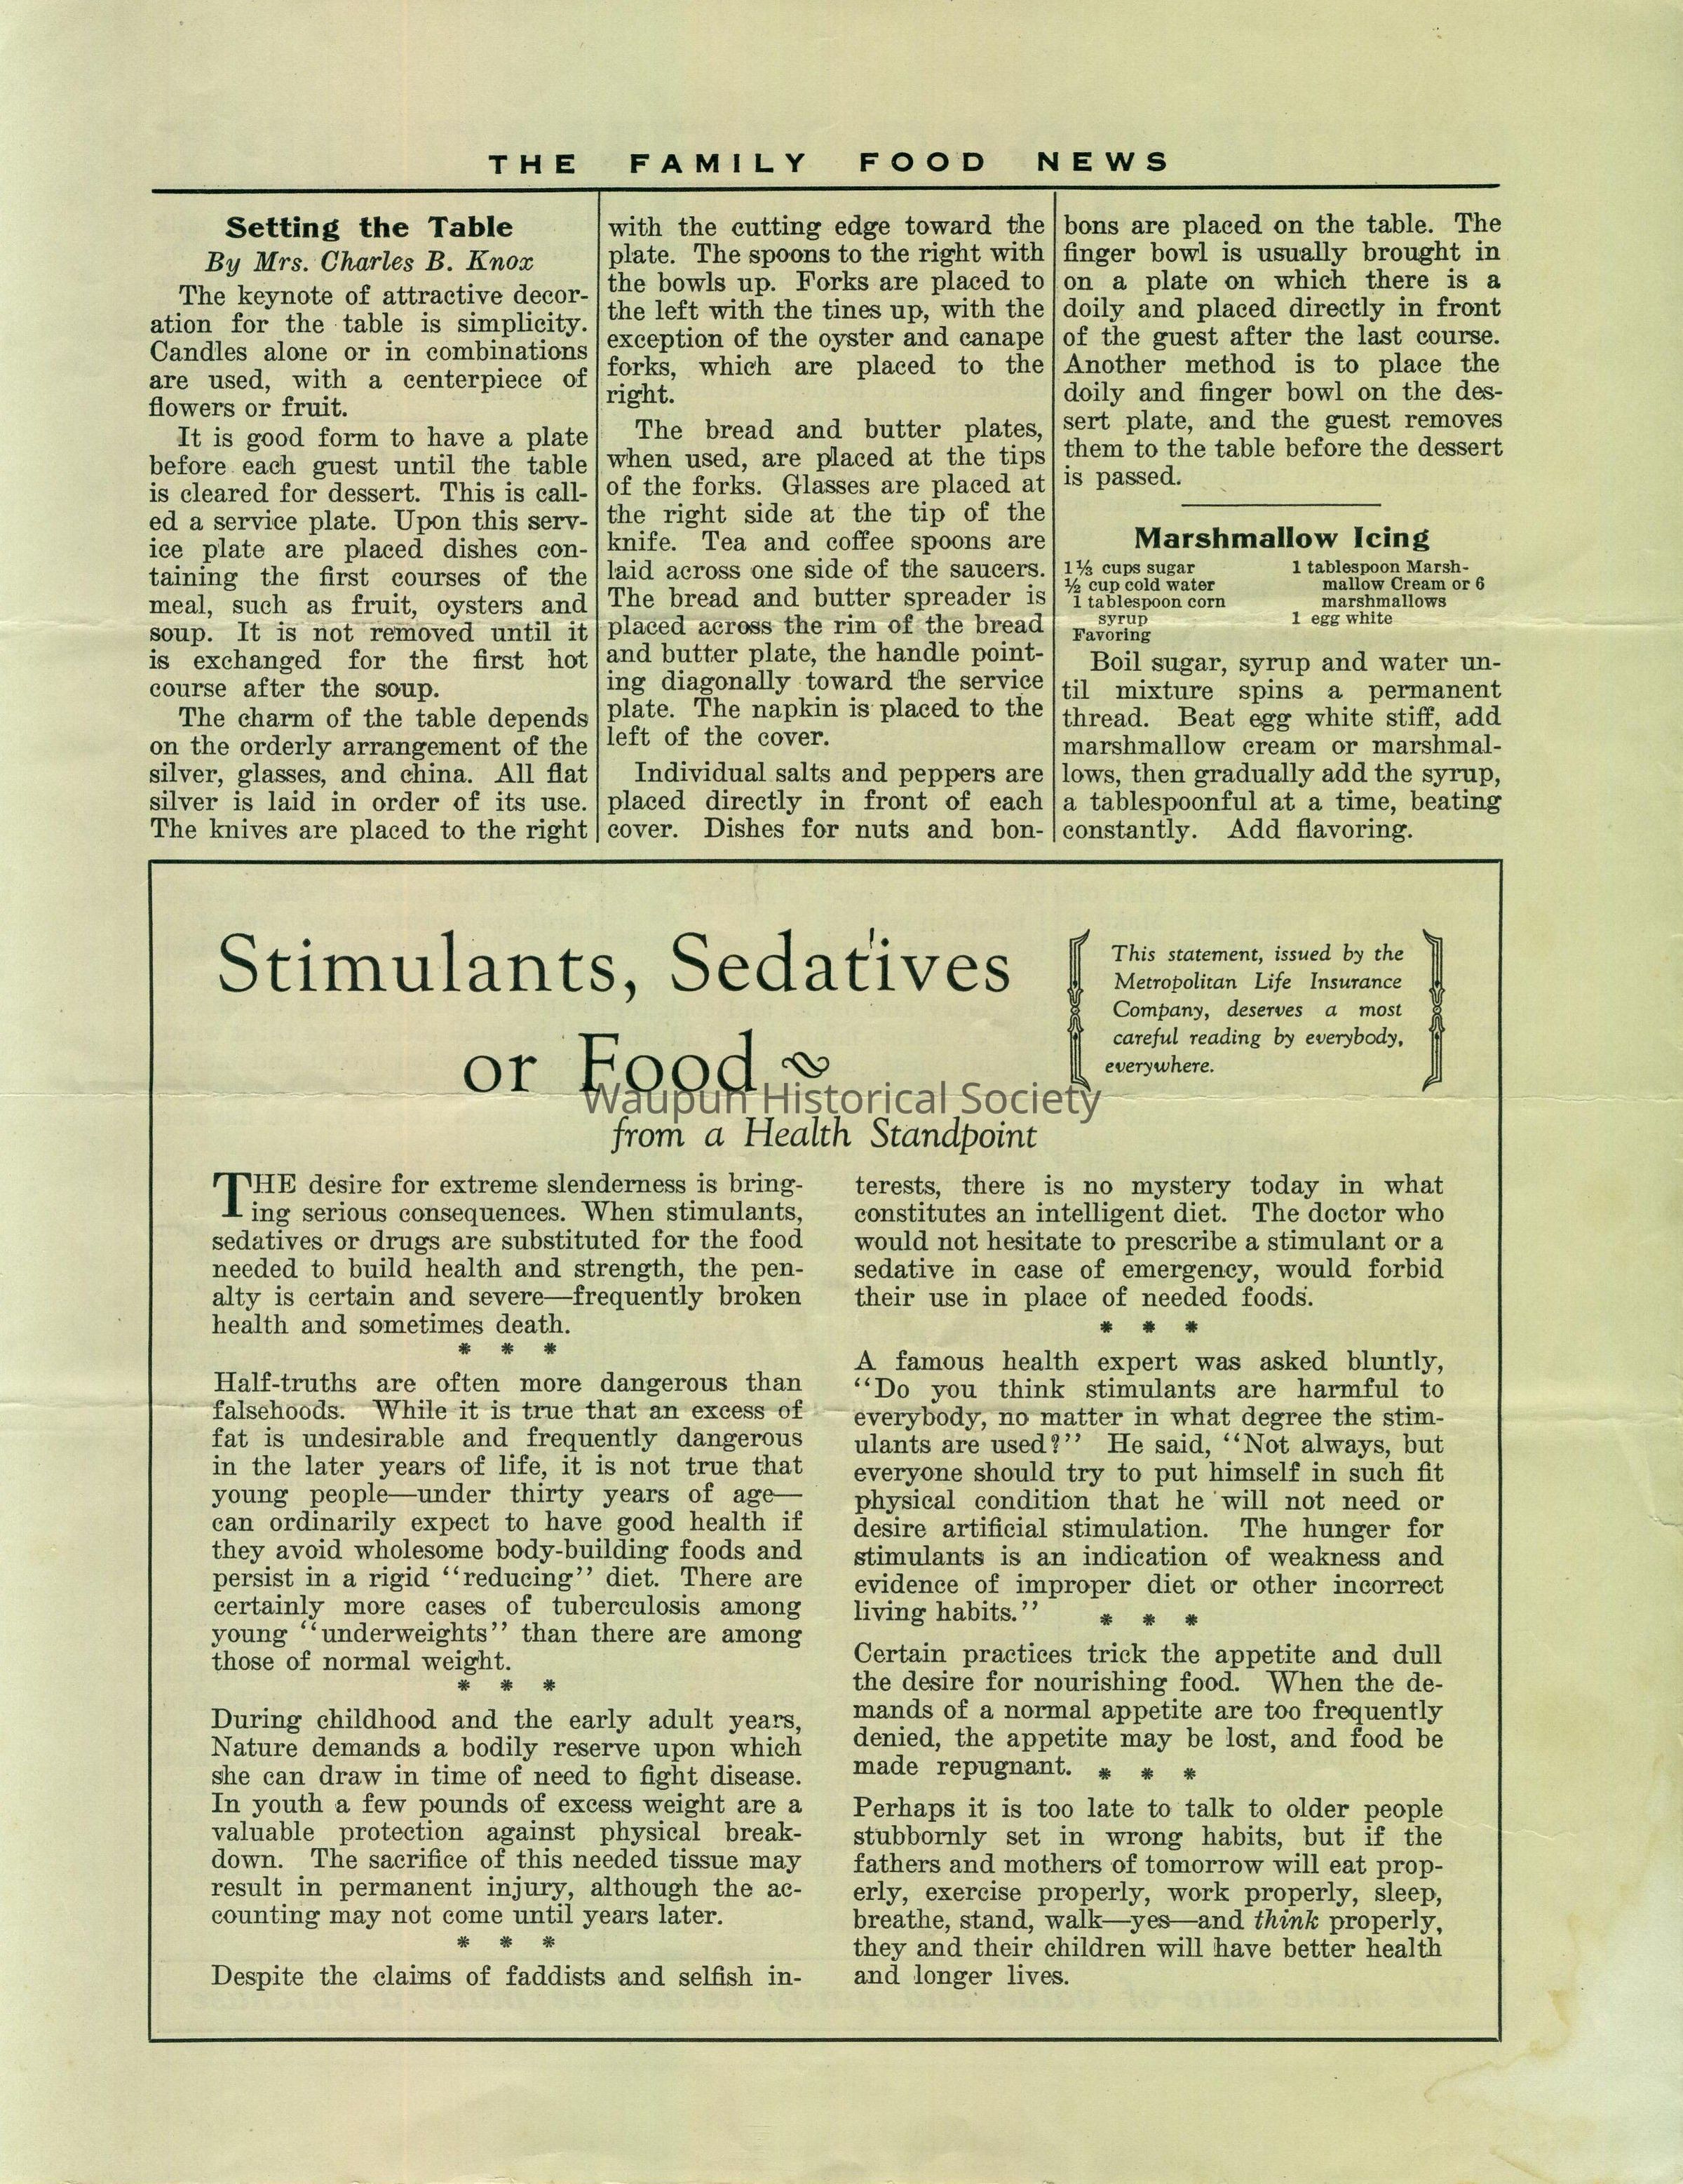 THE FAMILY FOOD NEWS
Setting the Table
By Mrs. Charles B. Knox
The keynote of attractive decor-
ation for the table is simplicity.
Candles alone or in combinations
are used, with a centerpiece of
flowers or fruit.
It is good form to have a plate
before each guest until the table
is cleared for dessert. This is call-
ed a service plate. Upon this serv-
ice plate are placed dishes con-
taining the first courses of the
meal, such as fruit, oysters and
soup. It is not removed until it
is exchanged for the first hot
course after the soup.
The charm of the table depends
on the orderly arrangement of the
silver, glasses, and china. All flat
silver is laid in order of its use.
The knives are placed to the right
with the cutting edge toward the
plate. The spoons to the right with
the bowls up. Forks are placed to
the left with the tines up, with the
exception of the oyster and canape
forks, which are placed to the
right.
The bread and butter plates,
when used, are placed at the tips
of the forks. Glasses are placed at
the right side at the tip of the
knife. Tea and coffee spoons are
laid across one side of the saucers.
The bread and butter spreader is
placed across the rim of the bread
and butter plate, the handle point-
ing diagonally toward the service
plate. The napkin is placed to the
left of the cover.
Individual salts and peppers are
placed directly in front of each
cover. Dishes for nuts and bon-
bons are placed on the table. The
finger bowl is usually brought in
on a plate on which there is a
doily and placed directly in front
of the guest after the last course.
Another method is to place the
doily and finger bowl on the des-
sert plate, and the guest removes
them to the table before the dessert
is passed.
Marshmallow Icing
1⅓ cups sugar
½ cup cold water
1 tablespoon corn
syrup
Favoring
1 tablespoon Marsh-
mallow Cream or 6
marshmallows
1 egg white
Boil sugar, syrup and water un-
til mixture spins a permanent
thread. Beat egg white stiff, add
marshmallow cream or marshmal-
lows, then gradually add the syrup,
a tablespoonful at a time, beating
constantly. Add flavoring.
Stimulants, Sedatives
or Food
from a Health Standpoint
This statement, issued by the
Metropolitan Life Insurance
Company, deserves a most
careful reading by everybody,
everywhere.
Waupun Historical Society
THE desire for extreme slenderness is bring-
ing serious consequences. When stimulants,
sedatives or drugs are substituted for the food
needed to build health and strength, the pen-
alty is certain and severe—frequently broken
health and sometimes death.
* * *
Half-truths are often more dangerous than
falsehoods. While it is true that an excess of
fat is undesirable and frequently dangerous
in the later years of life, it is not true that
young people—under thirty years of age—
can ordinarily expect to have good health if
they avoid wholesome body-building foods and
persist in a rigid ‘‘reducing’’ diet. There are
certainly more cases of tuberculosis among
young ‘‘underweights’’ than there are among
those of normal weight.
* * *
During childhood and the early adult years,
Nature demands a bodily reserve upon which
she can draw in time of need to fight disease.
In youth a few pounds of excess weight are a
valuable protection against physical break-
down. The sacrifice of this needed tissue may
result in permanent injury, although the ac-
counting may not come until years later.
* * *
Despite the claims of faddists and selfish in-
terests, there is no mystery today in what
constitutes an intelligent diet. The doctor who
would not hesitate to prescribe a stimulant or a
sedative in case of emergency, would forbid
their use in place of needed foods.
* * *
A famous health expert was asked bluntly,
‘‘Do you think stimulants are harmful to
everybody, no matter in what degree the stim-
ulants are used?’’ He said, ‘‘Not always, but
everyone should try to put himself in such fit
physical condition that he will not need or
desire artificial stimulation. The hunger for
stimulants is an indication of weakness and
evidence of improper diet or other incorrect
living habits.’’ * * *
Certain practices trick the appetite and dull
the desire for nourishing food. When the de-
mands of a normal appetite are too frequently
denied, the appetite may be lost, and food be
made repugnant. * * *
Perhaps it is too late to talk to older people
stubbornly set in wrong habits, but if the
fathers and mothers of tomorrow will eat prop-
erly, exercise properly, work properly, sleep,
breathe, stand, walk—yes—and think properly,
they and their children will have better health
and longer lives.